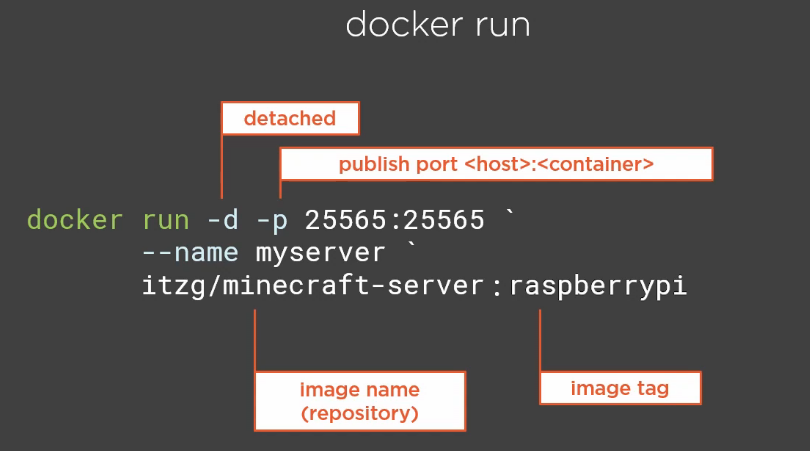 docker run
detached
publish port <host>:<container>
docker run -d -p 25565:25565 `
--name myserver `
itzg/minecraft-server:raspberrypi
image name
(repository)
image tag